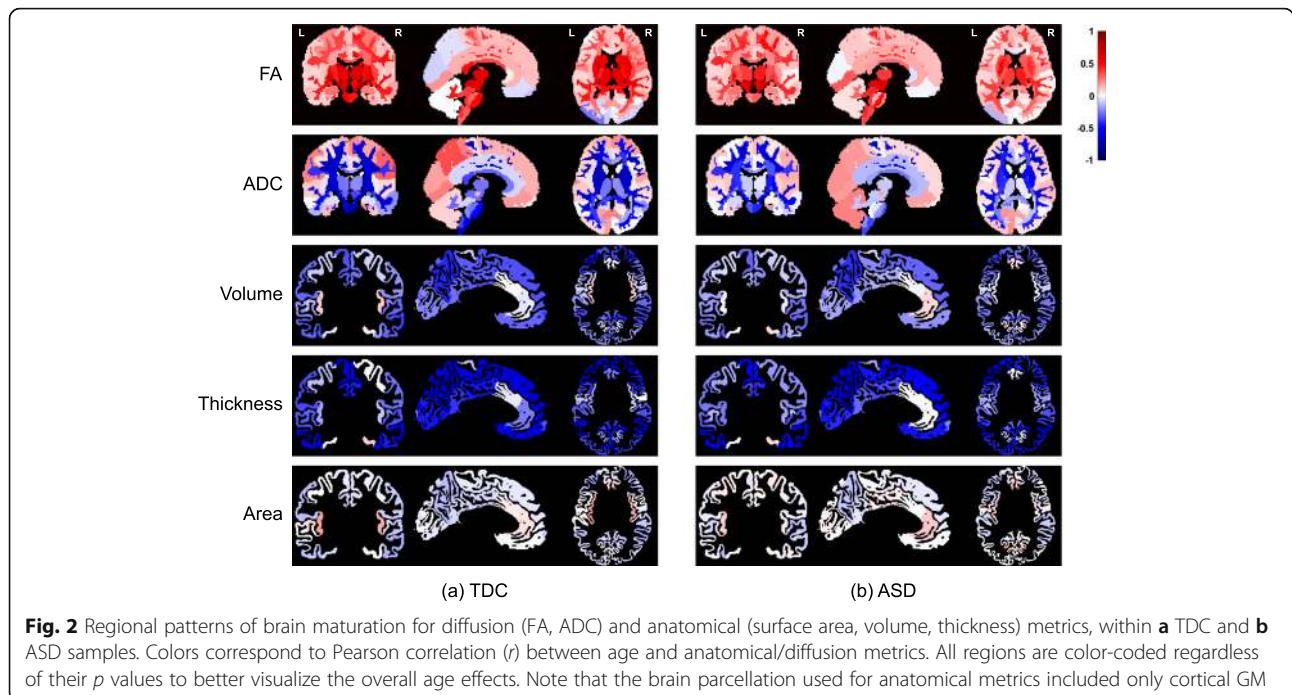 L R L R L R L R
1
FA
0.5
0
-0.5
-1
ADC
Volume
Thickness
Area
(a) TDC (b) ASD
Fig. 2 Regional patterns of brain maturation for diffusion (FA, ADC) and anatomical (surface area, volume, thickness) metrics, within a TDC and b
ASD samples. Colors correspond to Pearson correlation (r) between age and anatomical/diffusion metrics. All regions are color-coded regardless
of their p values to better visualize the overall age effects. Note that the brain parcellation used for anatomical metrics included only cortical GM